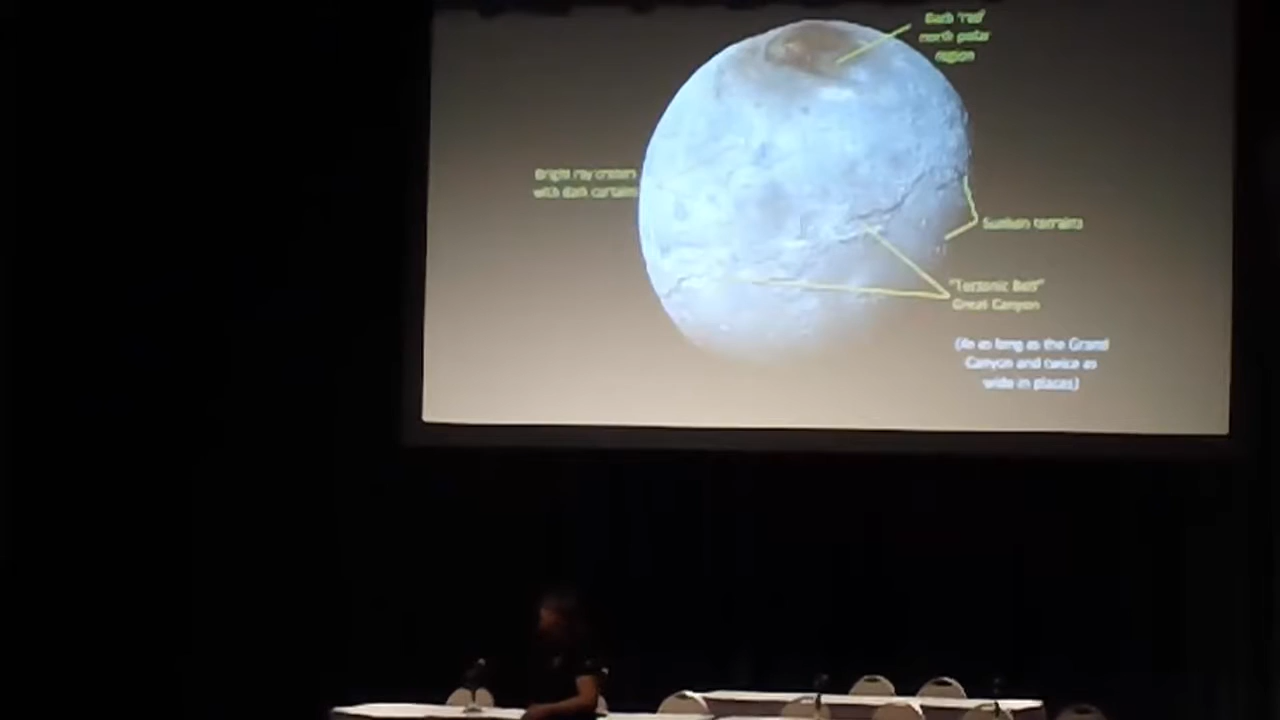 Dark "red"
north polar
region
Bright ray craters
with dark curtains
Sunken terrains
"Tectonic Belt"
Great Canyon
(4x as long as the Grand
Canyon and twice as
wide in places)